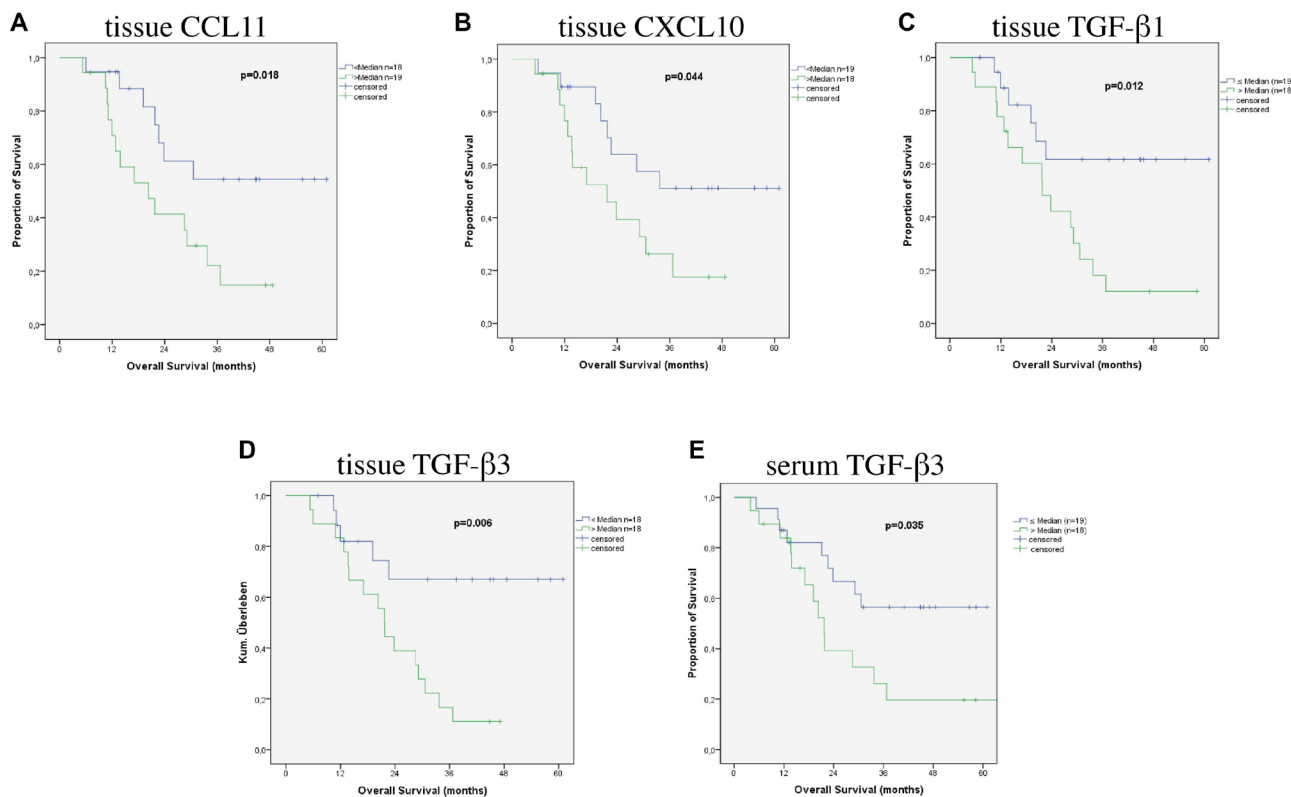 A tissue CCL11
p=0.018
<Median n=18
>Median n=19
censored
censored
Proportion of Survival
1,0
0,8
0,6
0,4
0,2
0,0
0 12 24 36 48 60
Overall Survival (months)
B tissue CXCL10
p=0.044
<Median n=19
>Median n=18
censored
censored
Proportion of Survival
1,0
0,8
0,6
0,4
0,2
0,0
0 12 24 36 48 60
Overall Survival (months)
C tissue TGF-β1
p=0.012
≤ Median (n=19
> Median (n=18
censored
censored
Proportion of Survival
1,0
0,8
0,6
0,4
0,2
0,0
0 12 24 36 48 60
Overall Survival (months)
D tissue TGF-β3
p=0.006
< Median n=18
> Median n=18
censored
censored
Kum. Überleben
1,0
0,8
0,6
0,4
0,2
0,0
0 12 24 36 48 60
Overall Survival (months)
E serum TGF-β3
p=0.035
≤ Median (n=19)
> Median (n=18)
censored
censored
Proportion of Survival
1,0
0,8
0,6
0,4
0,2
0,0
0 12 24 36 48 60
Overall Survival (months)